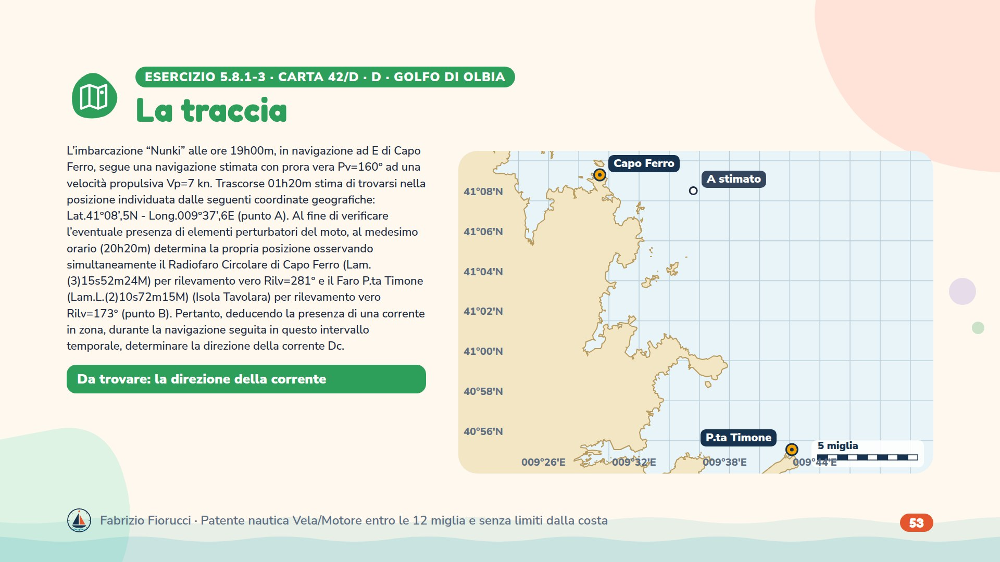 ESERCIZIO 5.8.1-3 · CARTA 42/D · D · GOLFO DI OLBIA
La traccia
L’imbarcazione “Nunki” alle ore 19h00m, in navigazione ad E di Capo
Ferro, segue una navigazione stimata con prora vera Pv=160° ad una
velocità propulsiva Vp=7 kn. Trascorse 01h20m stima di trovarsi nella
posizione individuata dalle seguenti coordinate geografiche:
Lat.41°08’,5N - Long.009°37’,6E (punto A). Al fine di verificare
l’eventuale presenza di elementi perturbatori del moto, al medesimo
orario (20h20m) determina la propria posizione osservando
simultaneamente il Radiofaro Circolare di Capo Ferro (Lam.
(3)15s52m24M) per rilevamento vero Rilv=281° e il Faro P.ta Timone
(Lam.L.(2)10s72m15M) (Isola Tavolara) per rilevamento vero
Rilv=173° (punto B). Pertanto, deducendo la presenza di una corrente
in zona, durante la navigazione seguita in questo intervallo
temporale, determinare la direzione della corrente Dc.
Da trovare: la direzione della corrente
Capo Ferro
A stimato
41°08'N
41°06'N
41°04'N
41°02'N
41°00'N
40°58'N
40°56'N
P.ta Timone
5 miglia
009°26'E
009°32'E
009°38'E
009°44'E
Fabrizio Fiorucci · Patente nautica Vela/Motore entro le 12 miglia e senza limiti dalla costa
53